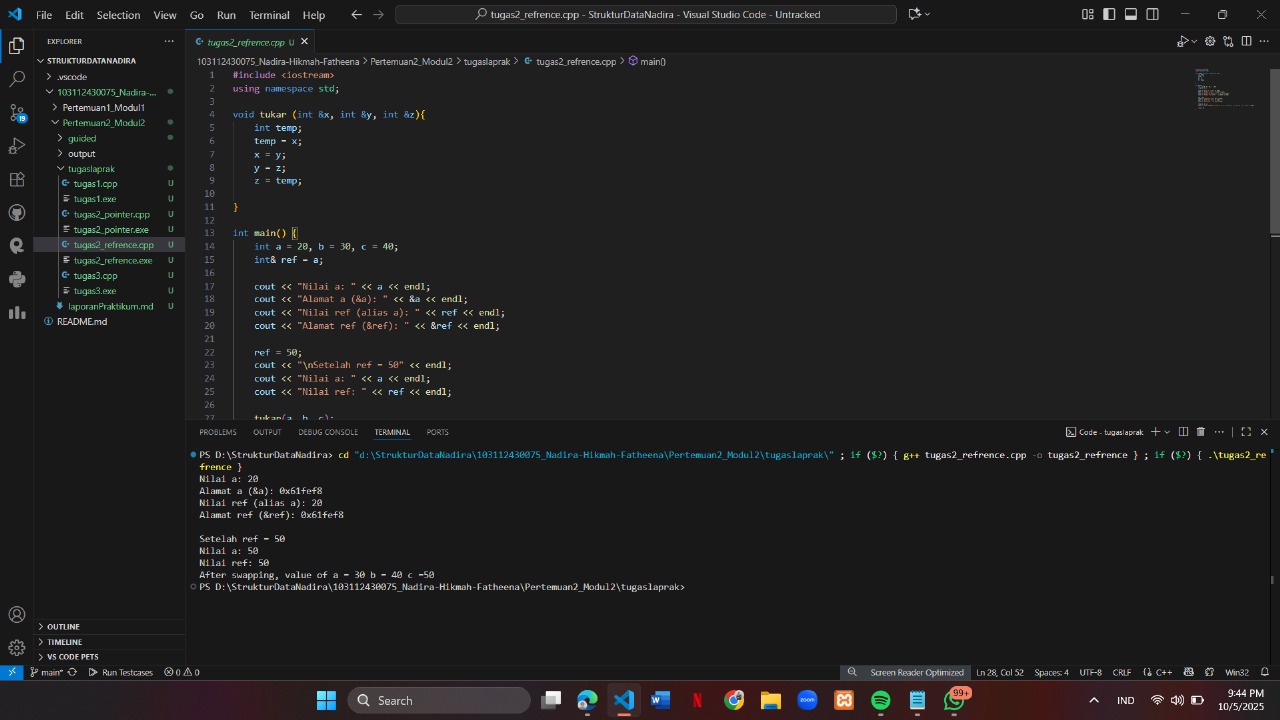 File Edit Selection View Go Run Terminal Help
tugas2_refrence.cpp - StrukturDataNadira - Visual Studio Code - Untracked
EXPLORER
STRUKTURDATANADIRA
.vscode
103112430075_Nadira-...
Pertemuan1_Modul1
Pertemuan2_Modul2
guided
output
tugaslaprak
tugas1.cpp U
tugas1.exe U
tugas2_pointer.cpp U
tugas2_pointer.exe U
tugas2_refrence.cpp U
tugas2_refrence.exe U
tugas3.cpp U
tugas3.exe U
laporanPraktikum.md U
README.md
OUTLINE
TIMELINE
VS CODE PETS
19
tugas2_refrence.cpp U
103112430075_Nadira-Hikmah-Fatheena > Pertemuan2_Modul2 > tugaslaprak > tugas2_refrence.cpp > main()
1 #include <iostream>
2 using namespace std;
3
4 void tukar (int &x, int &y, int &z){
5 int temp;
6 temp = x;
7 x = y;
8 y = z;
9 z = temp;
10
11 }
12
13 int main() {
14 int a = 20, b = 30, c = 40;
15 int& ref = a;
16
17 cout << "Nilai a: " << a << endl;
18 cout << "Alamat a (&a): " << &a << endl;
19 cout << "Nilai ref (alias a): " << ref << endl;
20 cout << "Alamat ref (&ref): " << &ref << endl;
21
22 ref = 50;
23 cout << "\nSetelah ref = 50" << endl;
24 cout << "Nilai a: " << a << endl;
25 cout << "Nilai ref: " << ref << endl;
26
27 tukar(a, b, c);
PROBLEMS OUTPUT DEBUG CONSOLE TERMINAL PORTS
Code - tugaslaprak
PS D:\StrukturDataNadira> cd "d:\StrukturDataNadira\103112430075_Nadira-Hikmah-Fatheena\Pertemuan2_Modul2\tugaslaprak\" ; if ($?) { g++ tugas2_refrence.cpp -o tugas2_refrence } ; if ($?) { .\tugas2_re
frence }
Nilai a: 20
Alamat a (&a): 0x61fef8
Nilai ref (alias a): 20
Alamat ref (&ref): 0x61fef8
Setelah ref = 50
Nilai a: 50
Nilai ref: 50
After swapping, value of a = 30 b = 40 c =50
PS D:\StrukturDataNadira\103112430075_Nadira-Hikmah-Fatheena\Pertemuan2_Modul2\tugaslaprak>
main* Run Testcases 0 0
Screen Reader Optimized Ln 28, Col 52 Spaces: 4 UTF-8 CRLF {} C++ Win32
Search
zoom
99+
IND
9:44 PM
10/5/2025